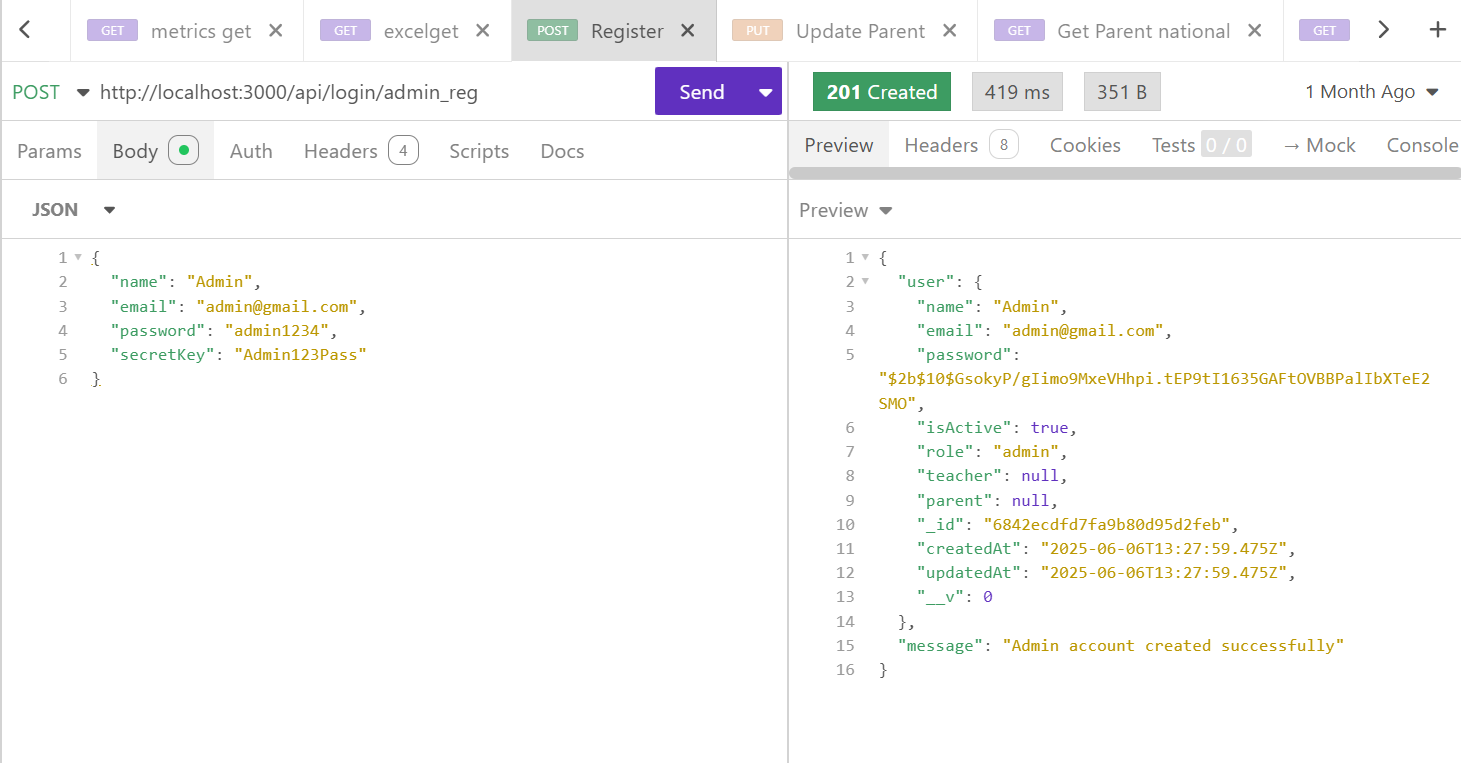 GET metrics get
GET excelget
POST Register
PUT Update Parent
GET Get Parent national
GET
POST http://localhost:3000/api/login/admin_reg
Send
201 Created 419 ms 351 B 1 Month Ago
Params Body Auth Headers 4 Scripts Docs
Preview Headers 8 Cookies Tests 0 / 0 → Mock Console
JSON
Preview
1 {
2 "name": "Admin",
3 "email": "admin@gmail.com",
4 "password": "admin1234",
5 "secretKey": "Admin123Pass"
6 }
1 {
2 "user": {
3 "name": "Admin",
4 "email": "admin@gmail.com",
5 "password":
"$2b$10$GsokyP/gIimo9MxeVHhpi.tEP9tI1635GAFtOVBBPalIbXTeE2
SMO",
6 "isActive": true,
7 "role": "admin",
8 "teacher": null,
9 "parent": null,
10 "_id": "6842ecdfd7fa9b80d95d2feb",
11 "createdAt": "2025-06-06T13:27:59.475Z",
12 "updatedAt": "2025-06-06T13:27:59.475Z",
13 "__v": 0
14 },
15 "message": "Admin account created successfully"
16 }